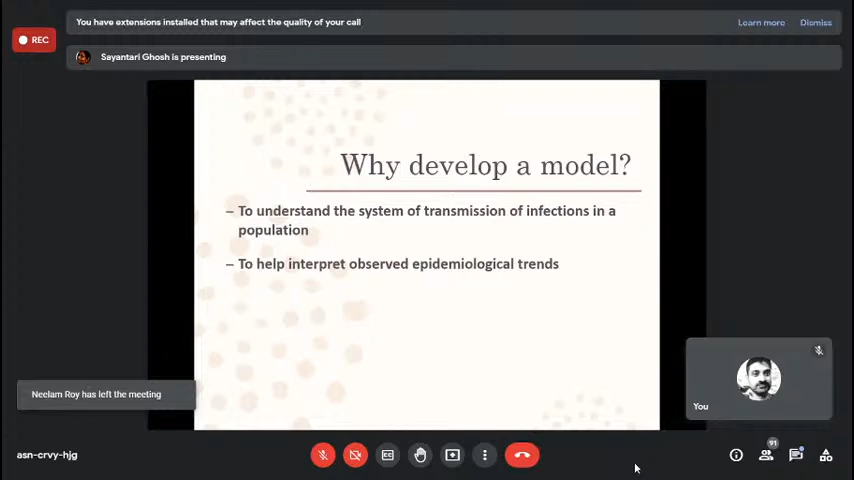 You have extensions installed that may affect the quality of your call
Learn more
Dismiss
REC
Sayantari Ghosh is presenting
Why develop a model?
– To understand the system of transmission of infections in a
population
– To help interpret observed epidemiological trends
Neelam Roy has left the meeting
You
asn-crvy-hjg
CC
91